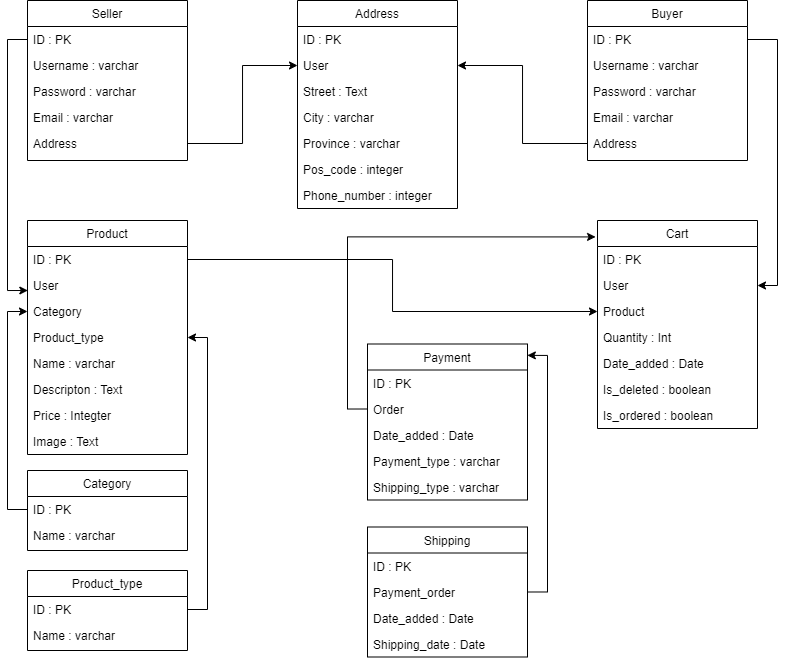 Seller
ID : PK
Username : varchar
Password : varchar
Email : varchar
Address
Address
ID : PK
User
Street : Text
City : varchar
Province : varchar
Pos_code : integer
Phone_number : integer
Buyer
ID : PK
Username : varchar
Password : varchar
Email : varchar
Address
Product
ID : PK
User
Category
Product_type
Name : varchar
Descripton : Text
Price : Integter
Image : Text
Cart
ID : PK
User
Product
Quantity : Int
Date_added : Date
Is_deleted : boolean
Is_ordered : boolean
Payment
ID : PK
Order
Date_added : Date
Payment_type : varchar
Shipping_type : varchar
Category
ID : PK
Name : varchar
Shipping
ID : PK
Payment_order
Date_added : Date
Shipping_date : Date
Product_type
ID : PK
Name : varchar